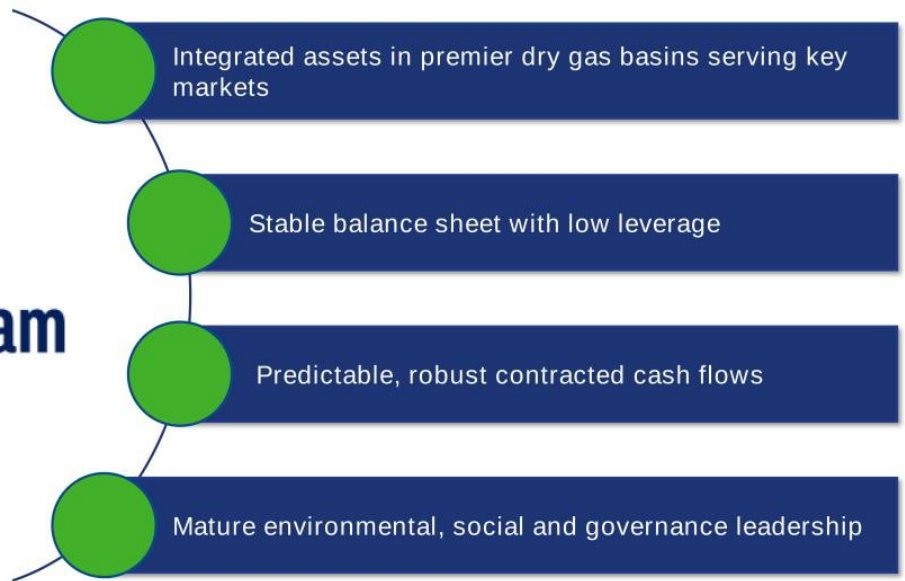 Integrated assets in premier dry gas basins serving key
markets
Stable balance sheet with low leverage
am
Predictable, robust contracted cash flows
Mature environmental, social and governance leadership